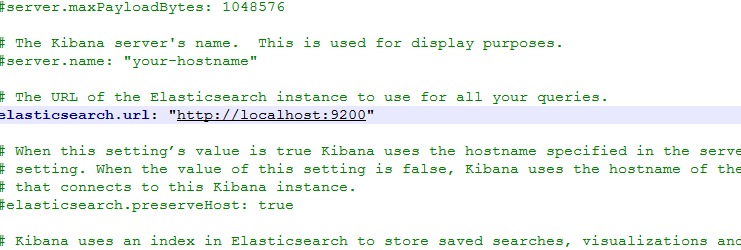 #server.maxPayloadBytes: 1048576
# The Kibana server's name.  This is used for display purposes.
#server.name: "your-hostname"
# The URL of the Elasticsearch instance to use for all your queries.
elasticsearch.url: "http://localhost:9200"
# When this setting’s value is true Kibana uses the hostname specified in the serve
# setting. When the value of this setting is false, Kibana uses the hostname of the
# that connects to this Kibana instance.
#elasticsearch.preserveHost: true
# Kibana uses an index in Elasticsearch to store saved searches, visualizations and